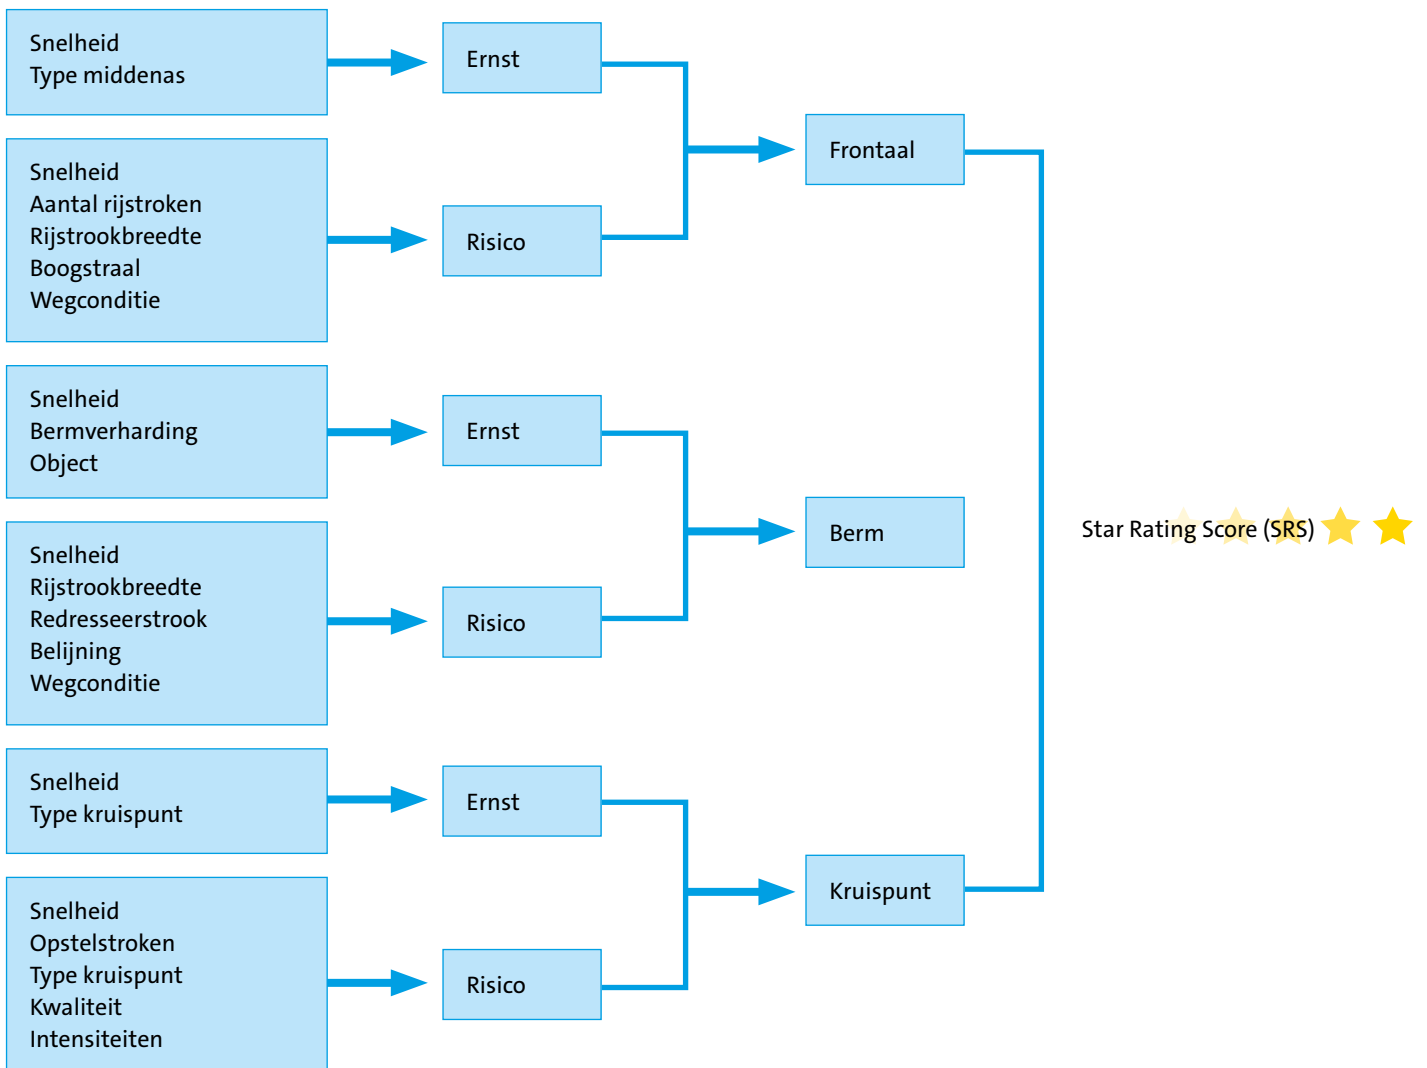 Snelheid
Type middenas
Ernst
Snelheid
Aantal rijstroken
Rijstrookbreedte
Boogstraal
Wegconditie
Risico
Frontaal
Snelheid
Bermverharding
Object
Ernst
Snelheid
Rijstrookbreedte
Redresseerstrook
Belijning
Wegconditie
Risico
Berm
Snelheid
Type kruispunt
Ernst
Snelheid
Opstelstroken
Type kruispunt
Kwaliteit
Intensiteiten
Risico
Kruispunt
Star Rating Score (SRS)